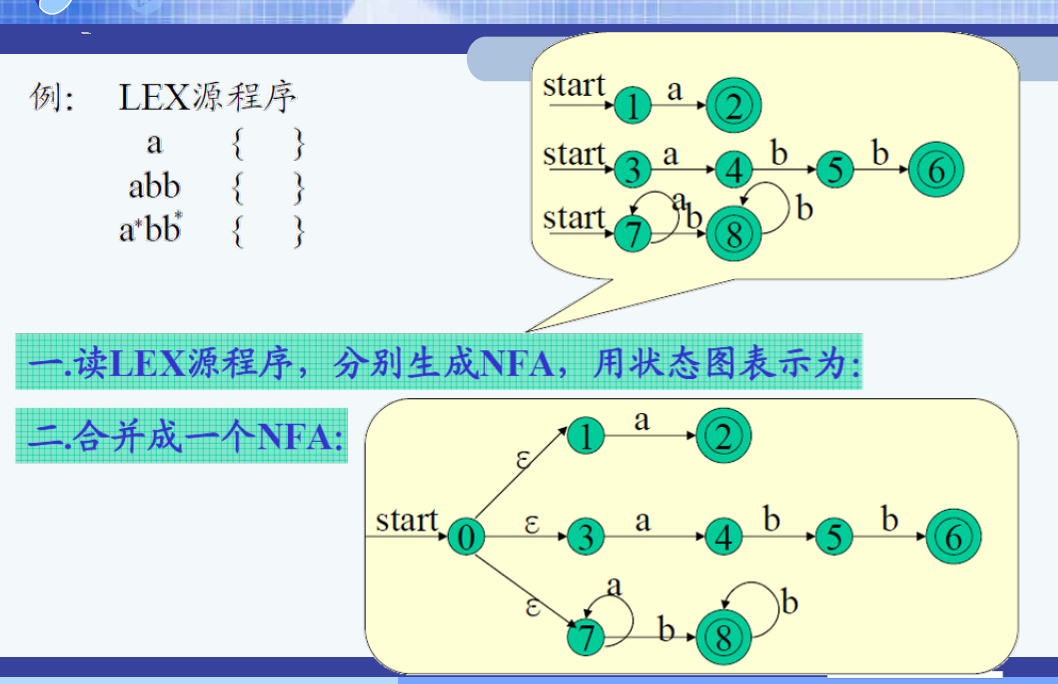 例: LEX源程序
a { }
abb { }
a*bb* { }
start 1 a 2
start 3 a 4 b 5 b 6
start 7 a b 8 b
一.读LEX源程序，分别生成NFA，用状态图表示为:
二.合并成一个NFA:
ε 1 a 2
start 0 ε 3 a 4 b 5 b 6
ε 7 a b 8 b